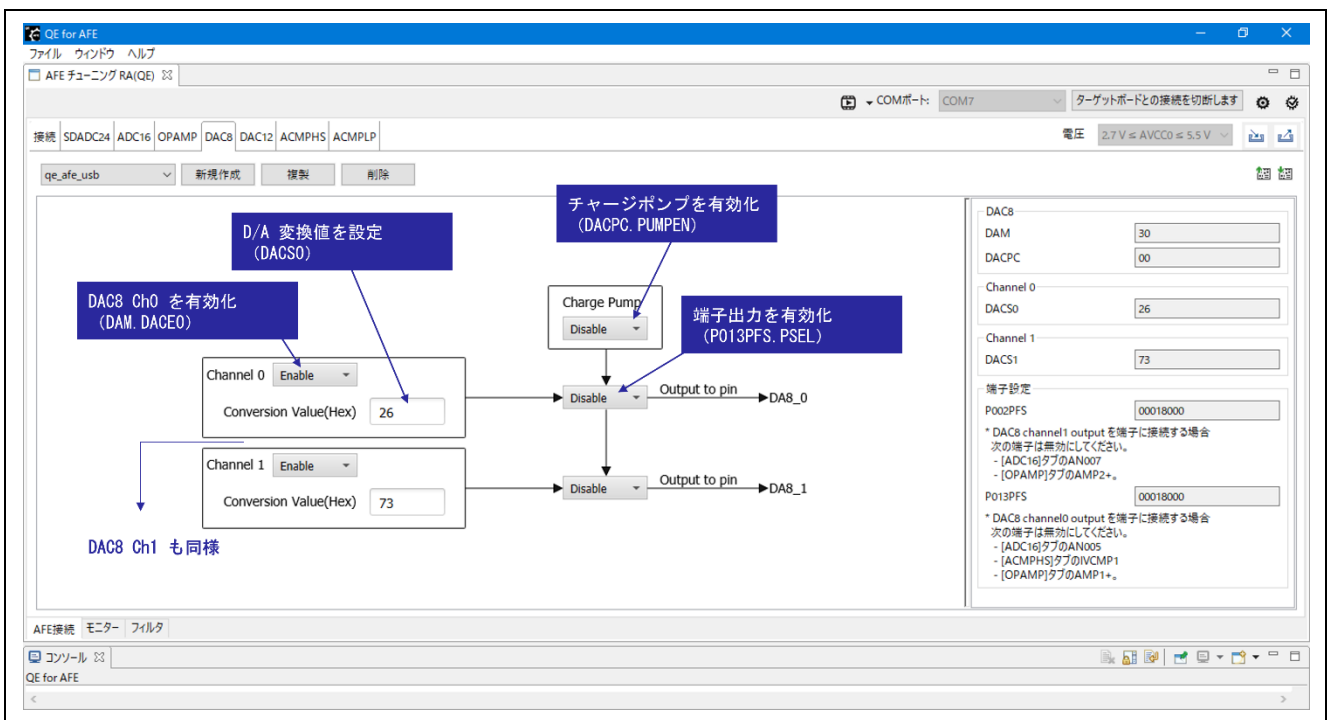 QE for AFE
ファイル ウィンドウ ヘルプ
AFE チューニング RA(QE)
COMポート: COM7 ターゲットボードとの接続を切断します
接続 SDADC24 ADC16 OPAMP DAC8 DAC12 ACMPHS ACMPLP 電圧 2.7 V ≤ AVCC0 ≤ 5.5 V
qe_afe_usb 新規作成 複製 削除
チャージポンプを有効化
(DACPC.PUMPEN)
D/A 変換値を設定
(DACS0)
DAC8 Ch0 を有効化
(DAM.DACE0)
Charge Pump
Disable
端子出力を有効化
(P013PFS.PSEL)
Channel 0 Enable
Conversion Value(Hex) 26
Disable Output to pin DA8_0
Channel 1 Enable
Conversion Value(Hex) 73
Disable Output to pin DA8_1
DAC8 Ch1 も同様
DAC8
DAM 30
DACPC 00
Channel 0
DACS0 26
Channel 1
DACS1 73
端子設定
P002PFS 00018000
* DAC8 channel1 output を端子に接続する場合
次の端子は無効にしてください。
- [ADC16]タブのAN007
- [OPAMP]タブのAMP2+。
P013PFS 00018000
* DAC8 channel0 output を端子に接続する場合
次の端子は無効にしてください。
- [ADC16]タブのAN005
- [ACMPHS]タブのIVCMP1
- [OPAMP]タブのAMP1+。
AFE接続 モニター フィルタ
コンソール
QE for AFE